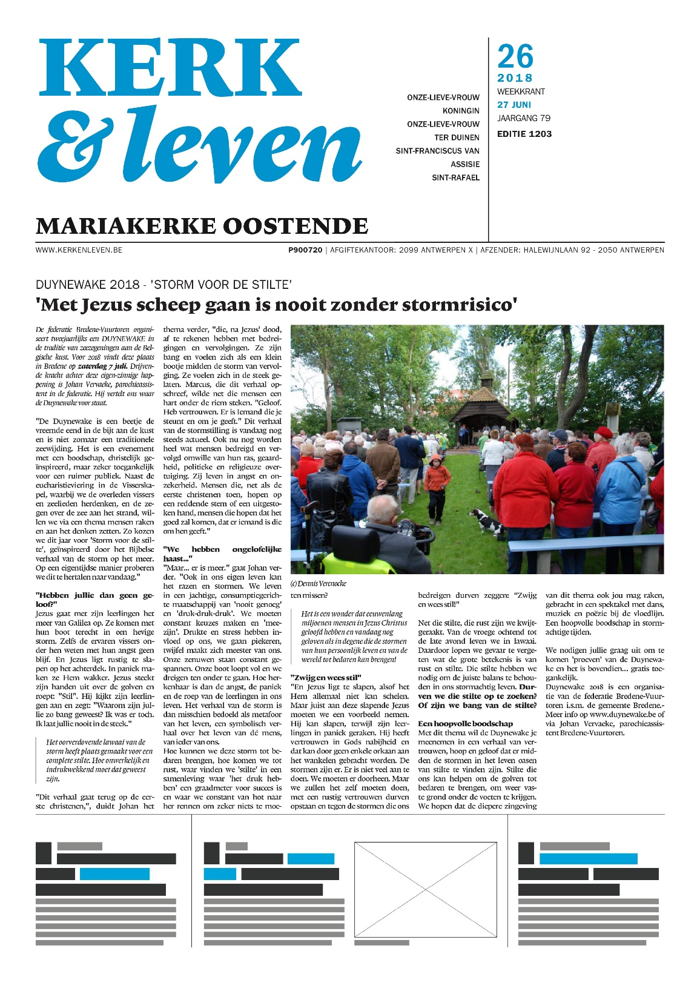 KERK
& leven
ONZE-LIEVE-VROUW
KONINGIN
ONZE-LIEVE-VROUW
TER DUINEN
SINT-FRANCISCUS VAN
ASSISIE
SINT-RAFAEL
26
2018
WEEKKRANT
27 JUNI
JAARGANG 79
EDITIE 1203
MARIAKERKE OOSTENDE
WWW.KERKENLEVEN.BE
P900720 | AFGIFTEKANTOOR: 2099 ANTWERPEN X | AFZENDER: HALEWIJNLAAN 92 - 2050 ANTWERPEN
DUYNEWAKE 2018 - 'STORM VOOR DE STILTE'
'Met Jezus scheep gaan is nooit zonder stormrisico'
De federatie Bredene-Vuurtoren organi-
seert tweejaarlijks een DUYNEWAKE in
de traditie van zeezegeningen aan de Bel-
gische kust. Voor 2018 vindt deze plaats
in Bredene op zaterdag 7 juli. Drijven-
de kracht achter deze eigen-zinnige hap-
pening is Johan Vervaeke, parochieassis-
tent in de federatie. Hij vertelt ons waar
de Duynewake voor staat.
"De Duynewake is een beetje de
vreemde eend in de bijt aan de kust
en is niet zomaar een traditionele
zeewijding. Het is een evenement
met een boodschap, christelijk ge-
ïnspireerd, maar zeker toegankelijk
voor een ruimer publiek. Naast de
eucharistieviering in de Visserska-
pel, waarbij we de overleden vissers
en zeelieden herdenken, en de ze-
gen over de zee aan het strand, wil-
len we via een thema mensen raken
en aan het denken zetten. Zo kozen
we dit jaar voor 'Storm voor de stil-
te', geïnspireerd door het Bijbelse
verhaal van de storm op het meer.
Op een eigentijdse manier proberen
we dit te hertalen naar vandaag."
"Hebben jullie dan geen ge-
loof?"
Jezus gaat met zijn leerlingen het
meer van Galilea op. Ze komen met
hun boot terecht in een hevige
storm. Zelfs de ervaren vissers on-
der hen weten met hun angst geen
blijf. En Jezus ligt rustig te sla-
pen op het achterdek. In paniek ma-
ken ze Hem wakker. Jezus steekt
zijn handen uit over de golven en
roept: "Stil". Hij kijkt zijn leerlin-
gen aan en zegt: "Waarom zijn jul-
lie zo bang geweest? Ik was er toch.
Ik laat jullie nooit in de steek."
Het oorverdovende lawaai van de
storm heeft plaats gemaakt voor een
complete stilte. Hoe onwerkelijk en
indrukwekkend moet dat geweest
zijn.
"Dit verhaal gaat terug op de eer-
ste christenen,", duidt Johan het
thema verder, "die, na Jezus' dood,
af te rekenen hebben met bedrei-
gingen en vervolgingen. Ze zijn
bang en voelen zich als een klein
bootje midden de storm van vervol-
ging. Ze voelen zich in de steek ge-
laten. Marcus, die dit verhaal op-
schreef, wilde net die mensen een
hart onder de riem steken. "Geloof.
Heb vertrouwen. Er is Iemand die je
steunt en om je geeft." Dit verhaal
van de stormstilling is vandaag nog
steeds actueel. Ook nu nog worden
heel wat mensen bedreigd en ver-
volgd omwille van hun ras, geaard-
heid, politieke en religieuze over-
tuiging. Zij leven in angst en on-
zekerheid. Mensen die, net als de
eerste christenen toen, hopen op
een reddende stem of een uitgesto-
ken hand, mensen die hopen dat het
goed zal komen, dat er iemand is die
om hen geeft."
"We hebben ongelofelijke
haast..."
"Maar... er is meer." gaat Johan ver-
der. "Ook in ons eigen leven kan
het razen en stormen. We leven
in een jachtige, consumptiegerich-
te maatschappij van 'nooit genoeg'
en 'druk-druk-druk'. We moeten
constant keuzes maken en 'mee-
zijn'. Drukte en stress hebben in-
vloed op ons, we gaan piekeren,
twijfel maakt zich meester van ons.
Onze zenuwen staan constant ge-
spannen. Onze boot loopt vol en we
dreigen ten onder te gaan. Hoe her-
kenbaar is dan de angst, de paniek
en de roep van de leerlingen in ons
leven. Het verhaal van de storm is
dan misschien bedoeld als metafoor
van het leven, een symbolisch ver-
haal over het leven van dé mens,
van ieder van ons.
Hoe kunnen we deze storm tot be-
daren brengen, hoe komen we tot
rust, waar vinden we 'stilte' in een
samenleving waar 'het druk heb-
ben' een graadmeter voor succes is
en waar we constant van hot naar
her rennen om zeker niets te moe-
(c) Dennis Vercnocke
ten missen?
Het is een wonder dat eeuwenlang
miljoenen mensen in Jezus Christus
geloofd hebben en vandaag nog
geloven als in degene die de stormen
van hun persoonlijk leven en van de
wereld tot bedaren kan brengen!
"Zwijg en wees stil"
"En Jezus ligt te slapen, alsof het
Hem allemaal niet kan schelen.
Maar juist aan deze slapende Jezus
moeten we een voorbeeld nemen.
Hij kan slapen, terwijl zijn leer-
lingen in paniek geraken. Hij heeft
vertrouwen in Gods nabijheid en
dat kan door geen enkele orkaan aan
het wankelen gebracht worden. De
stormen zijn er. Er is niet veel aan te
doen. We moeten er doorheen. Maar
we zullen het zelf moeten doen,
met een rustig vertrouwen durven
opstaan en tegen de stormen die ons
bedreigen durven zeggen: “Zwijg
en wees stil!"
Net die stilte, die rust zijn we kwijt-
geraakt. Van de vroege ochtend tot
de late avond leven we in lawaai.
Daardoor lopen we gevaar te verge-
ten wat de grote betekenis is van
rust en stilte. Die stilte hebben we
nodig om de juiste balans te behou-
den in ons stormachtig leven. Dur-
ven we die stilte op te zoeken?
Of zijn we bang van de stilte?
Een hoopvolle boodschap
Met dit thema wil de Duynewake je
meenemen in een verhaal van ver-
trouwen, hoop en geloof dat er mid-
den de stormen in het leven oasen
van stilte te vinden zijn. Stilte die
ons kan helpen om de golven tot
bedaren te brengen, om weer vas-
te grond onder de voeten te krijgen.
We hopen dat de diepere zingeving
van dit thema ook jou mag raken,
gebracht in een spektakel met dans,
muziek en poëzie bij de vloedlijn.
Een hoopvolle boodschap in storm-
achtige tijden.
We nodigen jullie graag uit om te
komen 'proeven' van de Duynewa-
ke en het is bovendien... gratis toe-
gankelijk.
Duynewake 2018 is een organisa-
tie van de federatie Bredene-Vuur-
toren i.s.m. de gemeente Bredene.-
Meer info op www.duynewake.be of
via Johan Vervaeke, parochieassis-
tent Bredene-Vuurtoren.